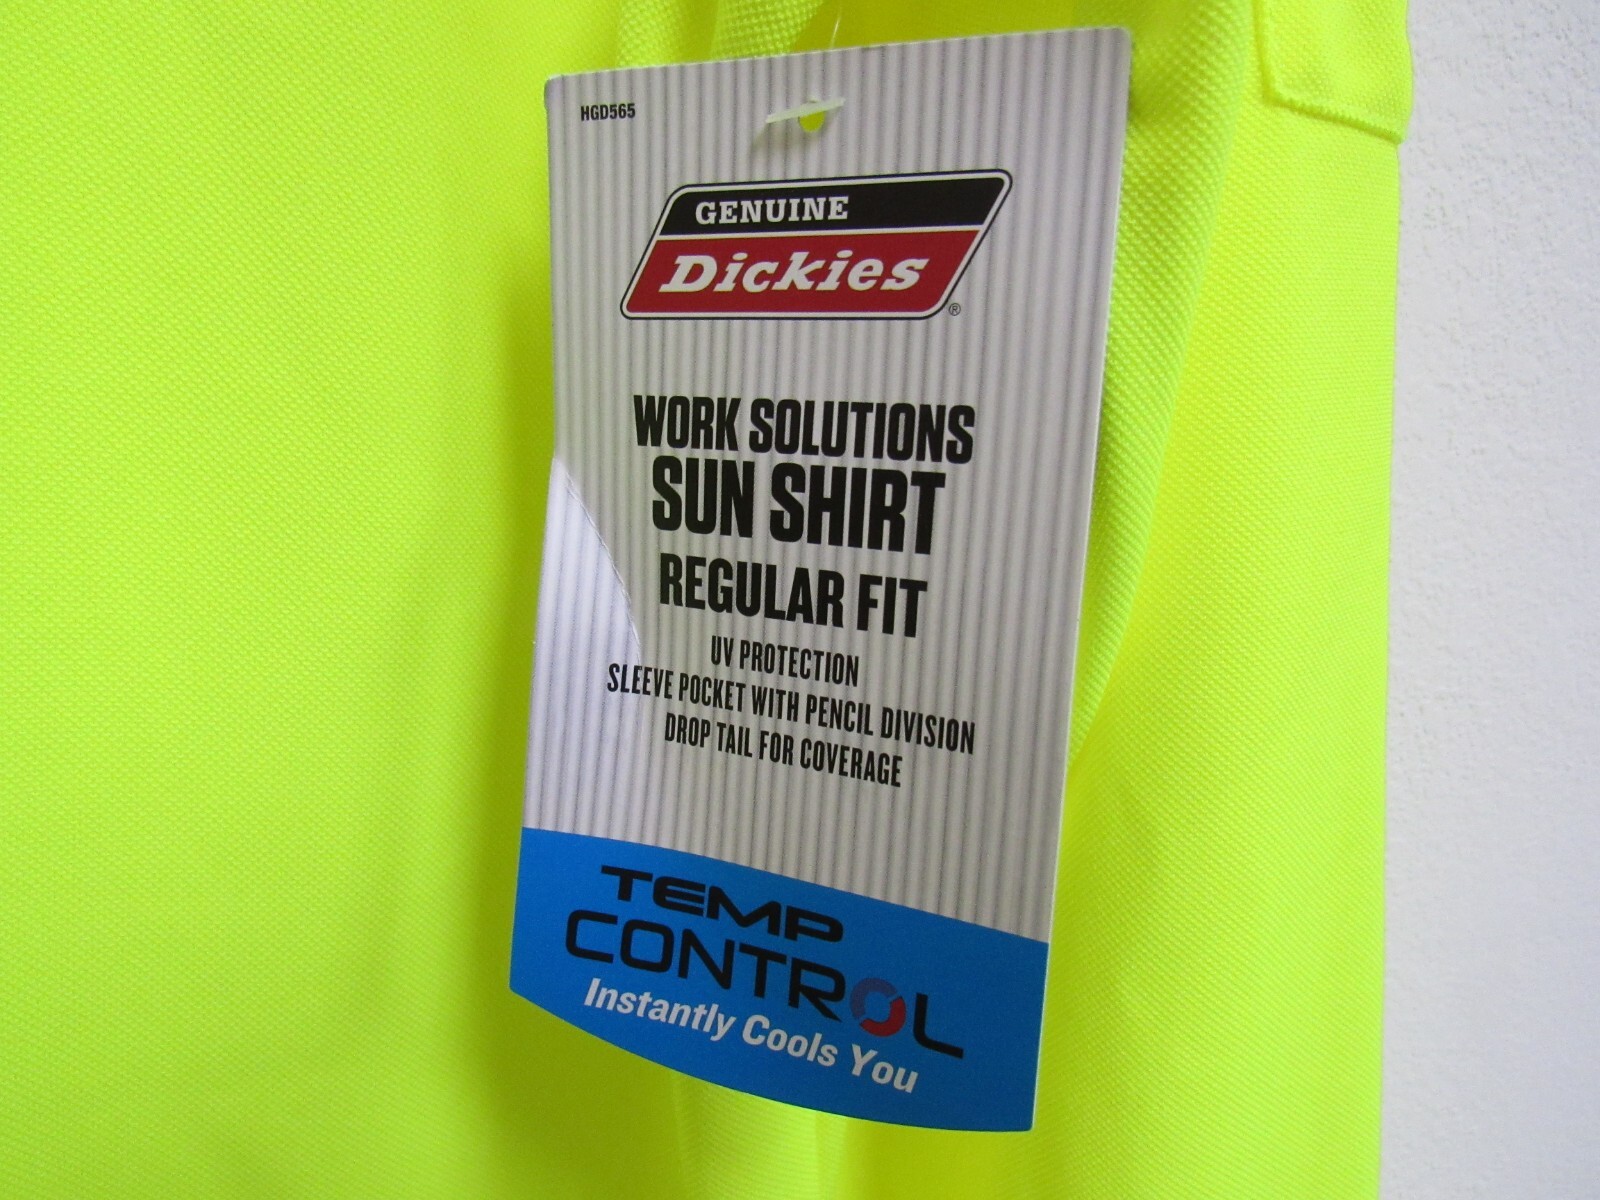 HGD565
GENUINE
Dickies
®
WORK SOLUTIONS
SUN SHIRT
REGULAR FIT
UV PROTECTION
SLEEVE POCKET WITH PENCIL DIVISION
DROP TAIL FOR COVERAGE
TEMP
CONTROL
Instantly Cools You